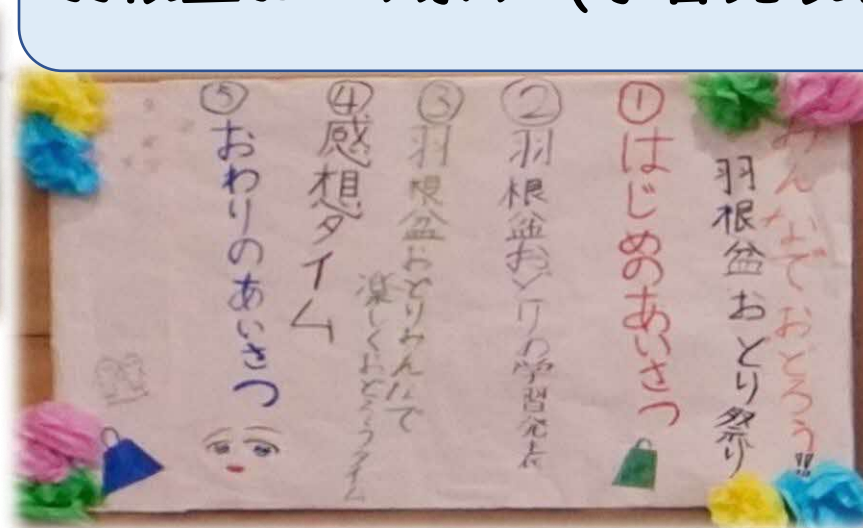 みんなでおどろう!!
羽根盆おどり祭り
①はじめのあいさつ
②羽根盆おどりの学習発表
③羽根盆おどりみんなで
楽しくおどろうタイム
④感想タイム
⑤おわりのあいさつ